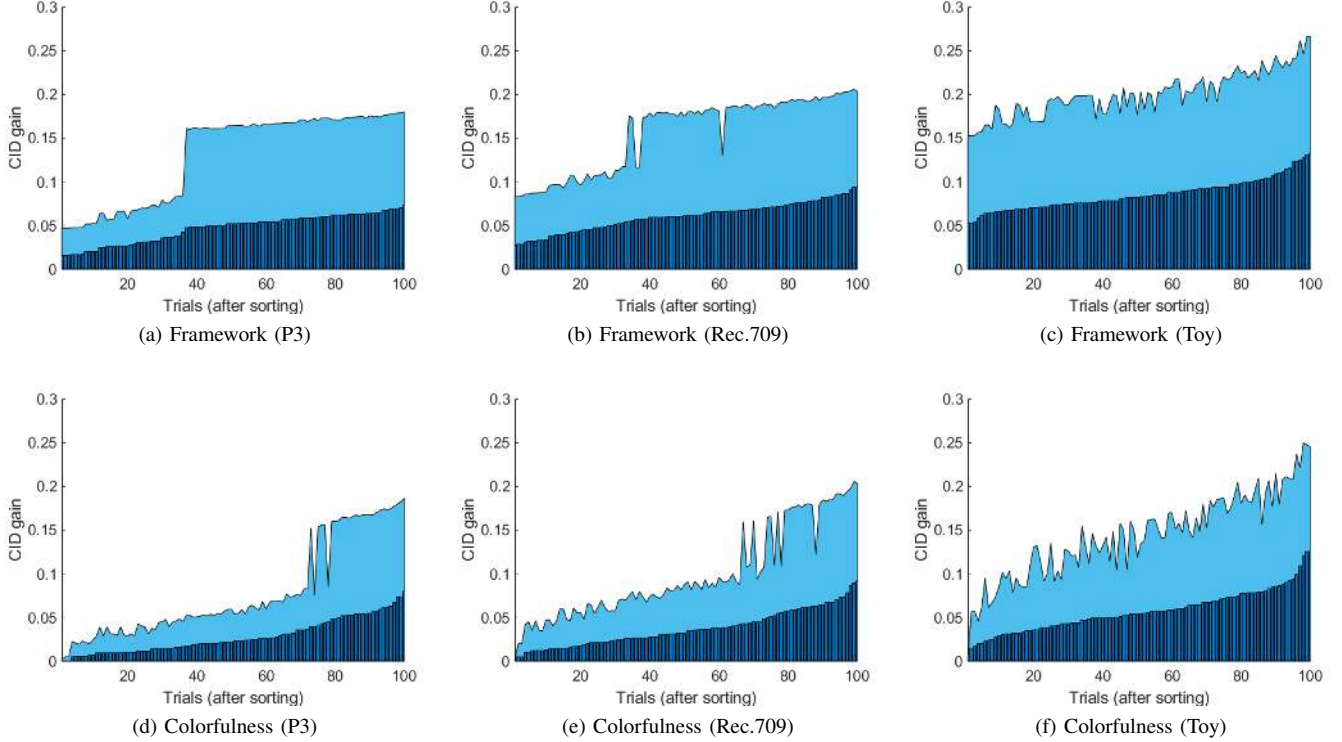 0.3
0.25
0.2
0.15
0.1
0.05
0
CID gain
20 40 60 80 100
Trials (after sorting)
(a) Framework (P3)
0.3
0.25
0.2
0.15
0.1
0.05
0
CID gain
20 40 60 80 100
Trials (after sorting)
(b) Framework (Rec.709)
0.3
0.25
0.2
0.15
0.1
0.05
0
CID gain
20 40 60 80 100
Trials (after sorting)
(c) Framework (Toy)
0.3
0.25
0.2
0.15
0.1
0.05
0
CID gain
20 40 60 80 100
Trials (after sorting)
(d) Colorfulness (P3)
0.3
0.25
0.2
0.15
0.1
0.05
0
CID gain
20 40 60 80 100
Trials (after sorting)
(e) Colorfulness (Rec.709)
0.3
0.25
0.2
0.15
0.1
0.05
0
CID gain
20 40 60 80 100
Trials (after sorting)
(f) Colorfulness (Toy)